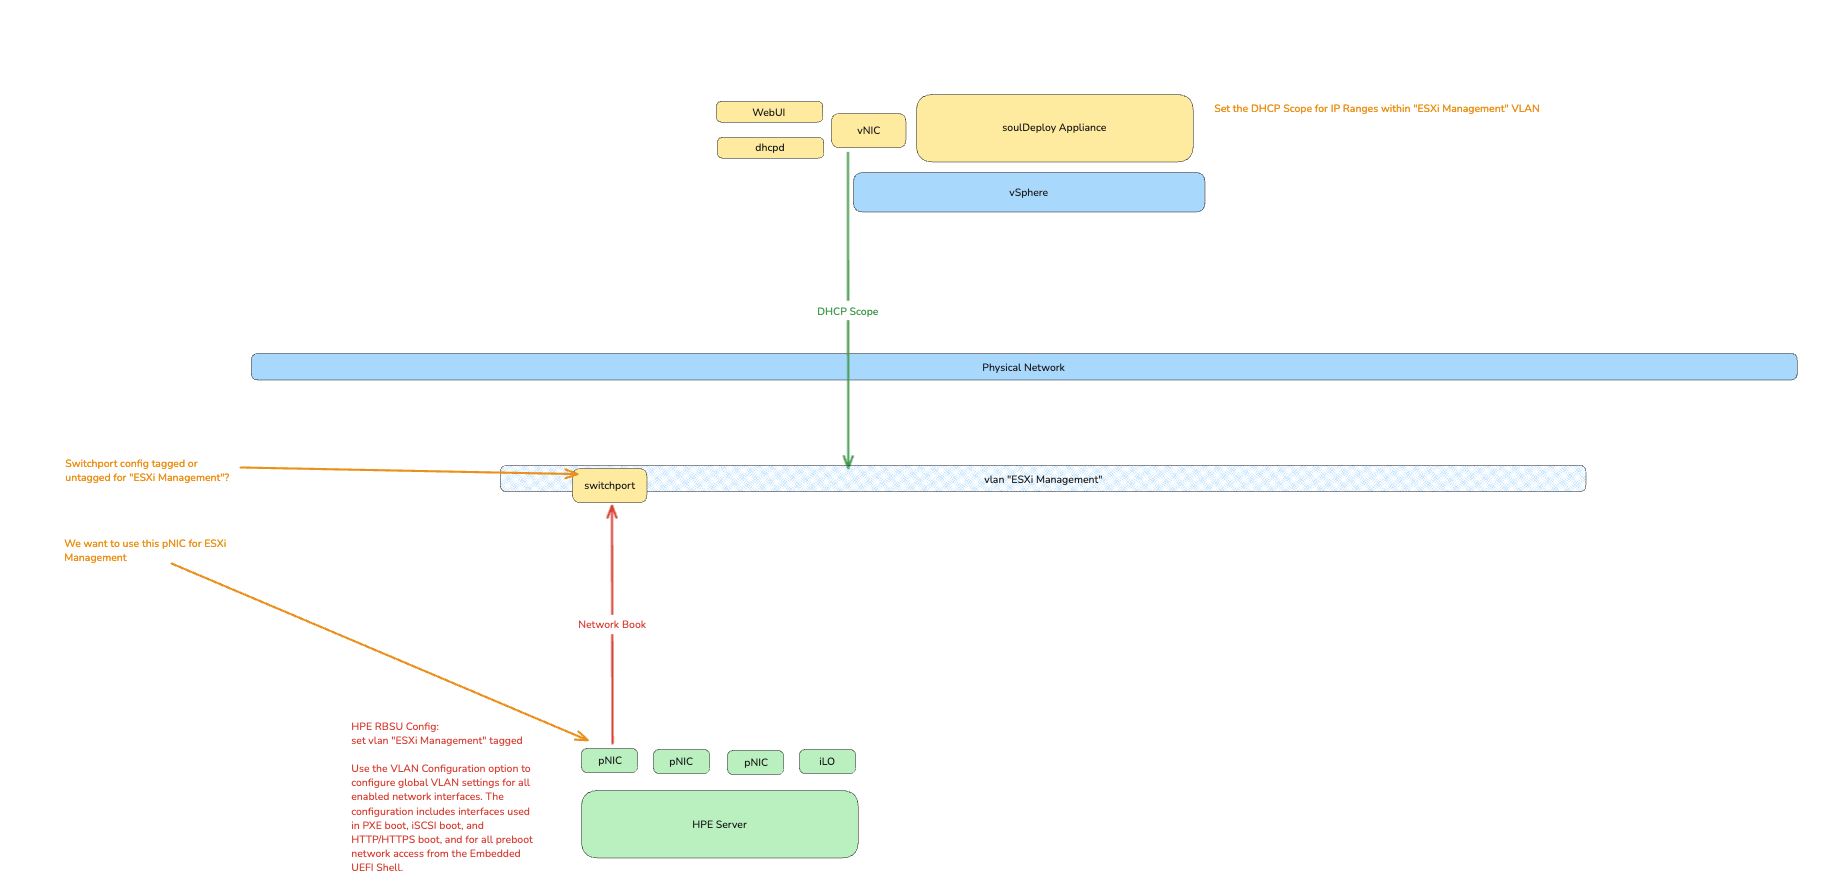 WebUI
dhcpd
vNIC
soulDeploy Appliance
Set the DHCP Scope for IP Ranges within "ESXi Management" VLAN
vSphere
DHCP Scope
Physical Network
Switchport config tagged or
untagged for "ESXi Management"?
switchport
vlan "ESXi Management"
We want to use this pNIC for ESXi
Management
Network Book
HPE RBSU Config:
set vlan "ESXi Management" tagged
Use the VLAN Configuration option to
configure global VLAN settings for all
enabled network interfaces. The
configuration includes interfaces used
in PXE boot, iSCSI boot, and
HTTP/HTTPS boot, and for all preboot
network access from the Embedded
UEFI Shell.
pNIC
pNIC
pNIC
iLO
HPE Server